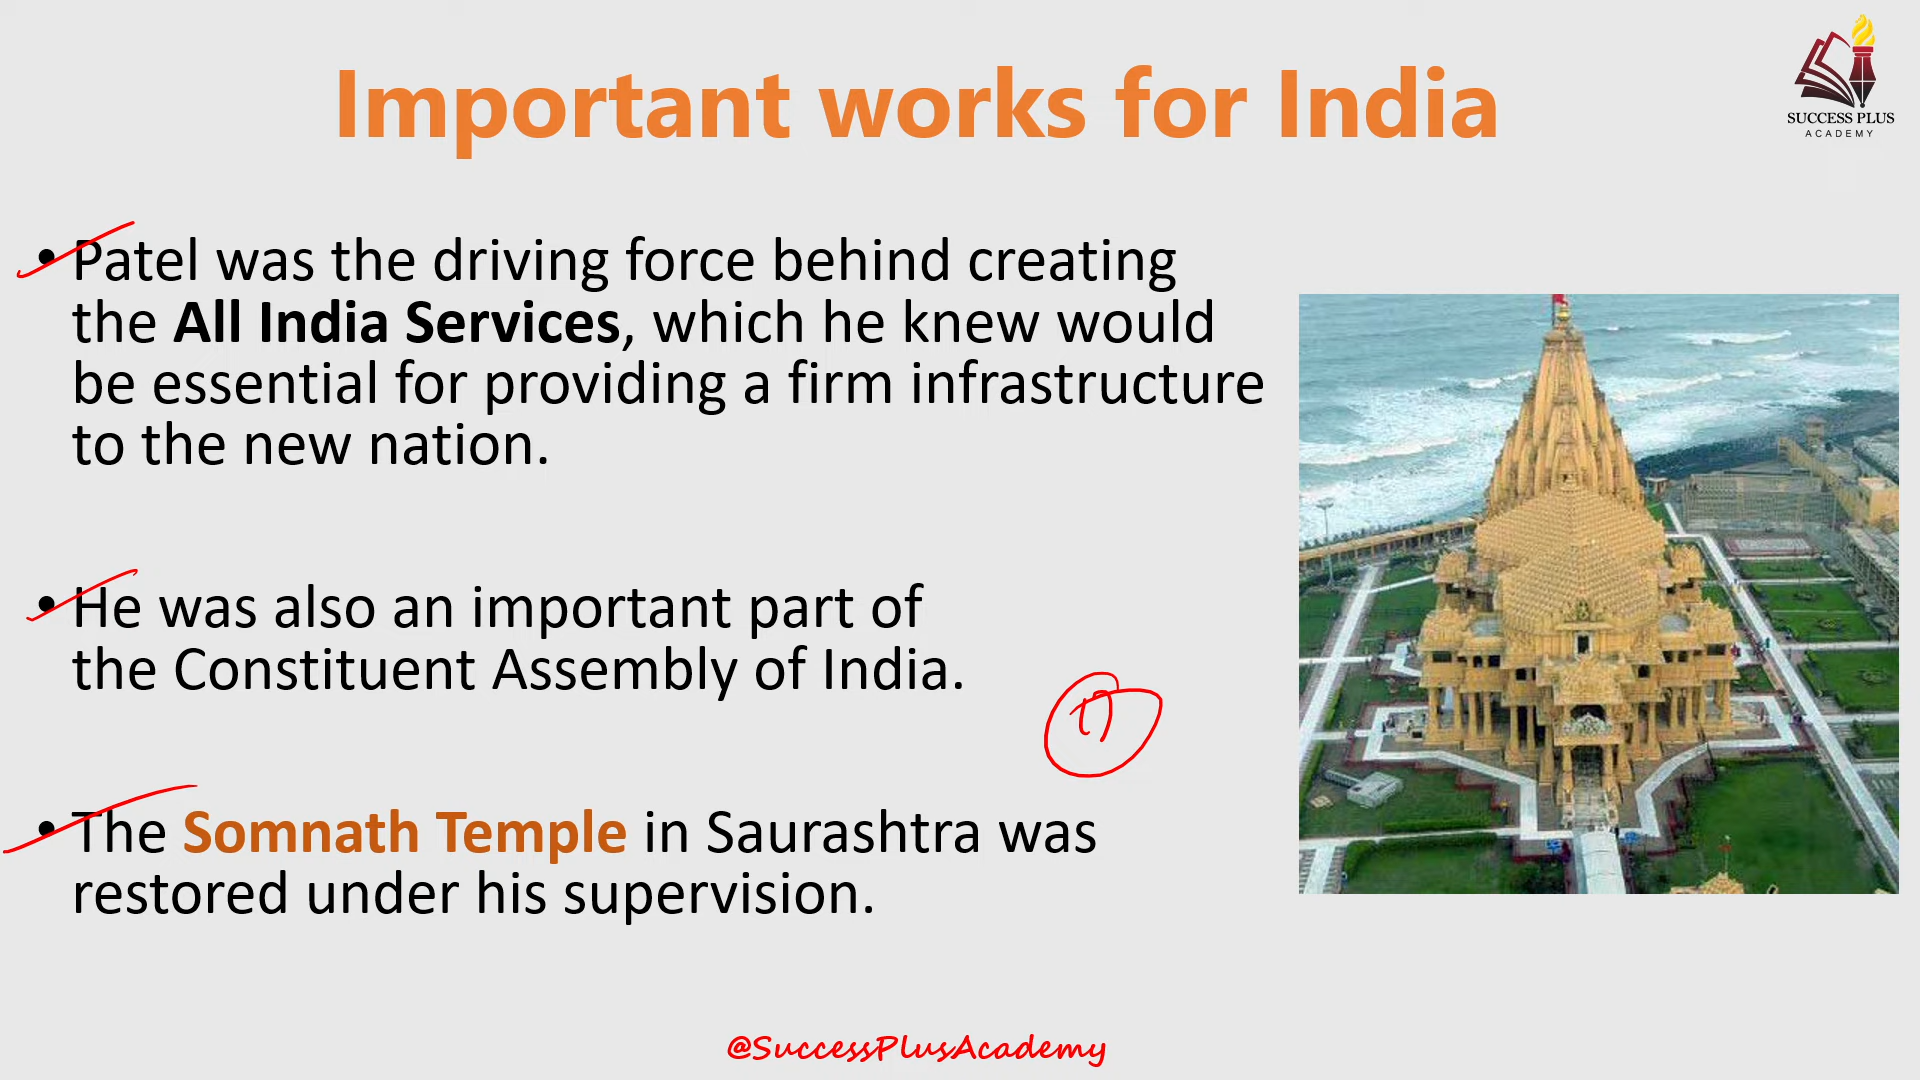 Important works for India
SUCCESS PLUS
ACADEMY
• Patel was the driving force behind creating
the All India Services, which he knew would
be essential for providing a firm infrastructure
to the new nation.
• He was also an important part of
the Constituent Assembly of India.
17
• The Somnath Temple in Saurashtra was
restored under his supervision.
@SuccessPlusAcademy